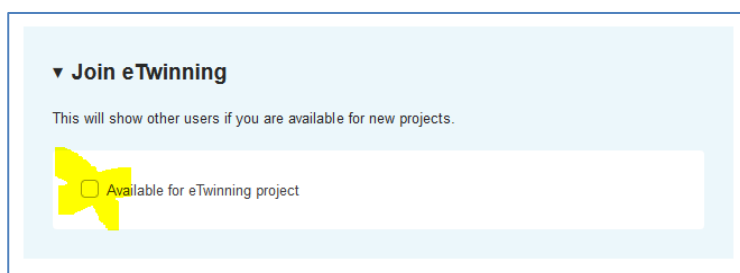 Join eTwinning
This will show other users if you are available for new projects.
Available for eTwinning project